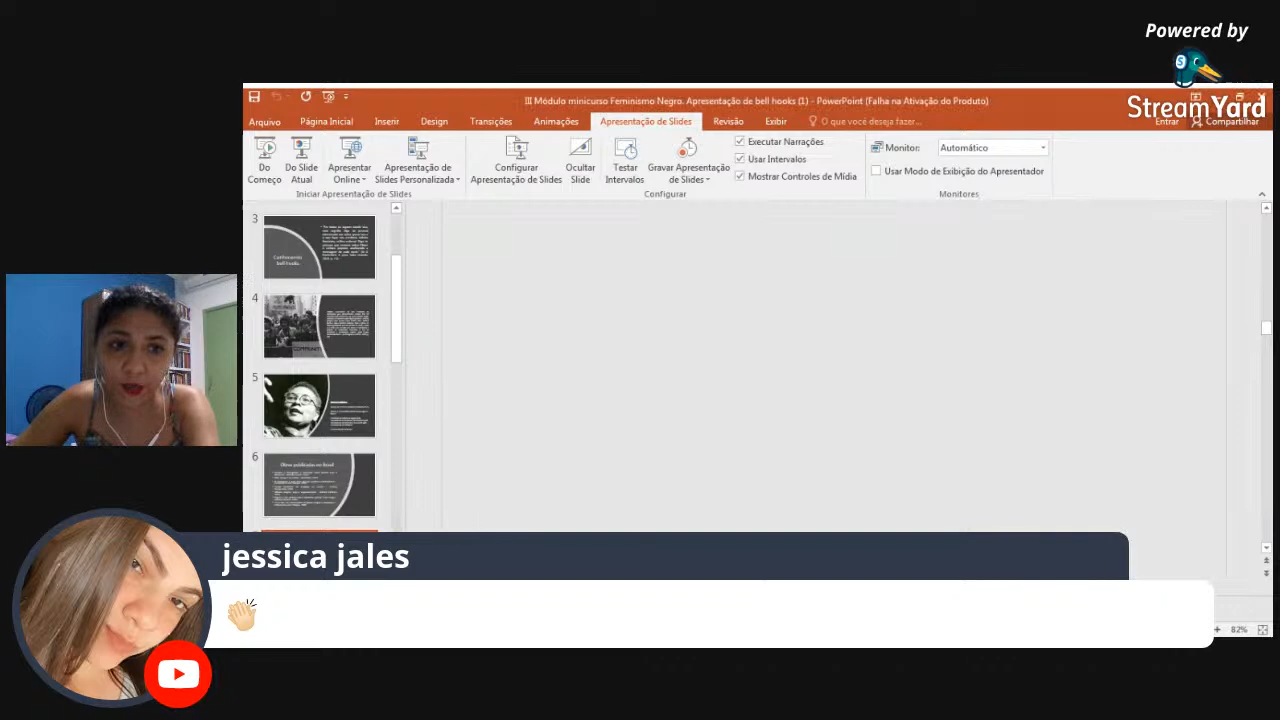 Powered by
StreamYard
III Módulo minicurso Feminismo Negro. Apresentação de bell hooks (1) - PowerPoint (Falha na Ativação do Produto)
Arquivo Página Inicial Inserir Design Transições Animações Apresentação de Slides Revisão Exibir O que você deseja fazer... Entrar Compartilhar
Do Começo
Do Slide Atual
Apresentar Online
Apresentação de Slides Personalizada
Configurar Apresentação de Slides
Ocultar Slide
Testar Intervalos
Gravar Apresentação de Slides
Executar Narrações
Usar Intervalos
Mostrar Controles de Mídia
Monitor: Automático
Usar Modo de Exibição do Apresentador
Iniciar Apresentação de Slides
Configurar
Monitores
3
4
5
6
Obras publicadas no Brasil
jessica jales
82%